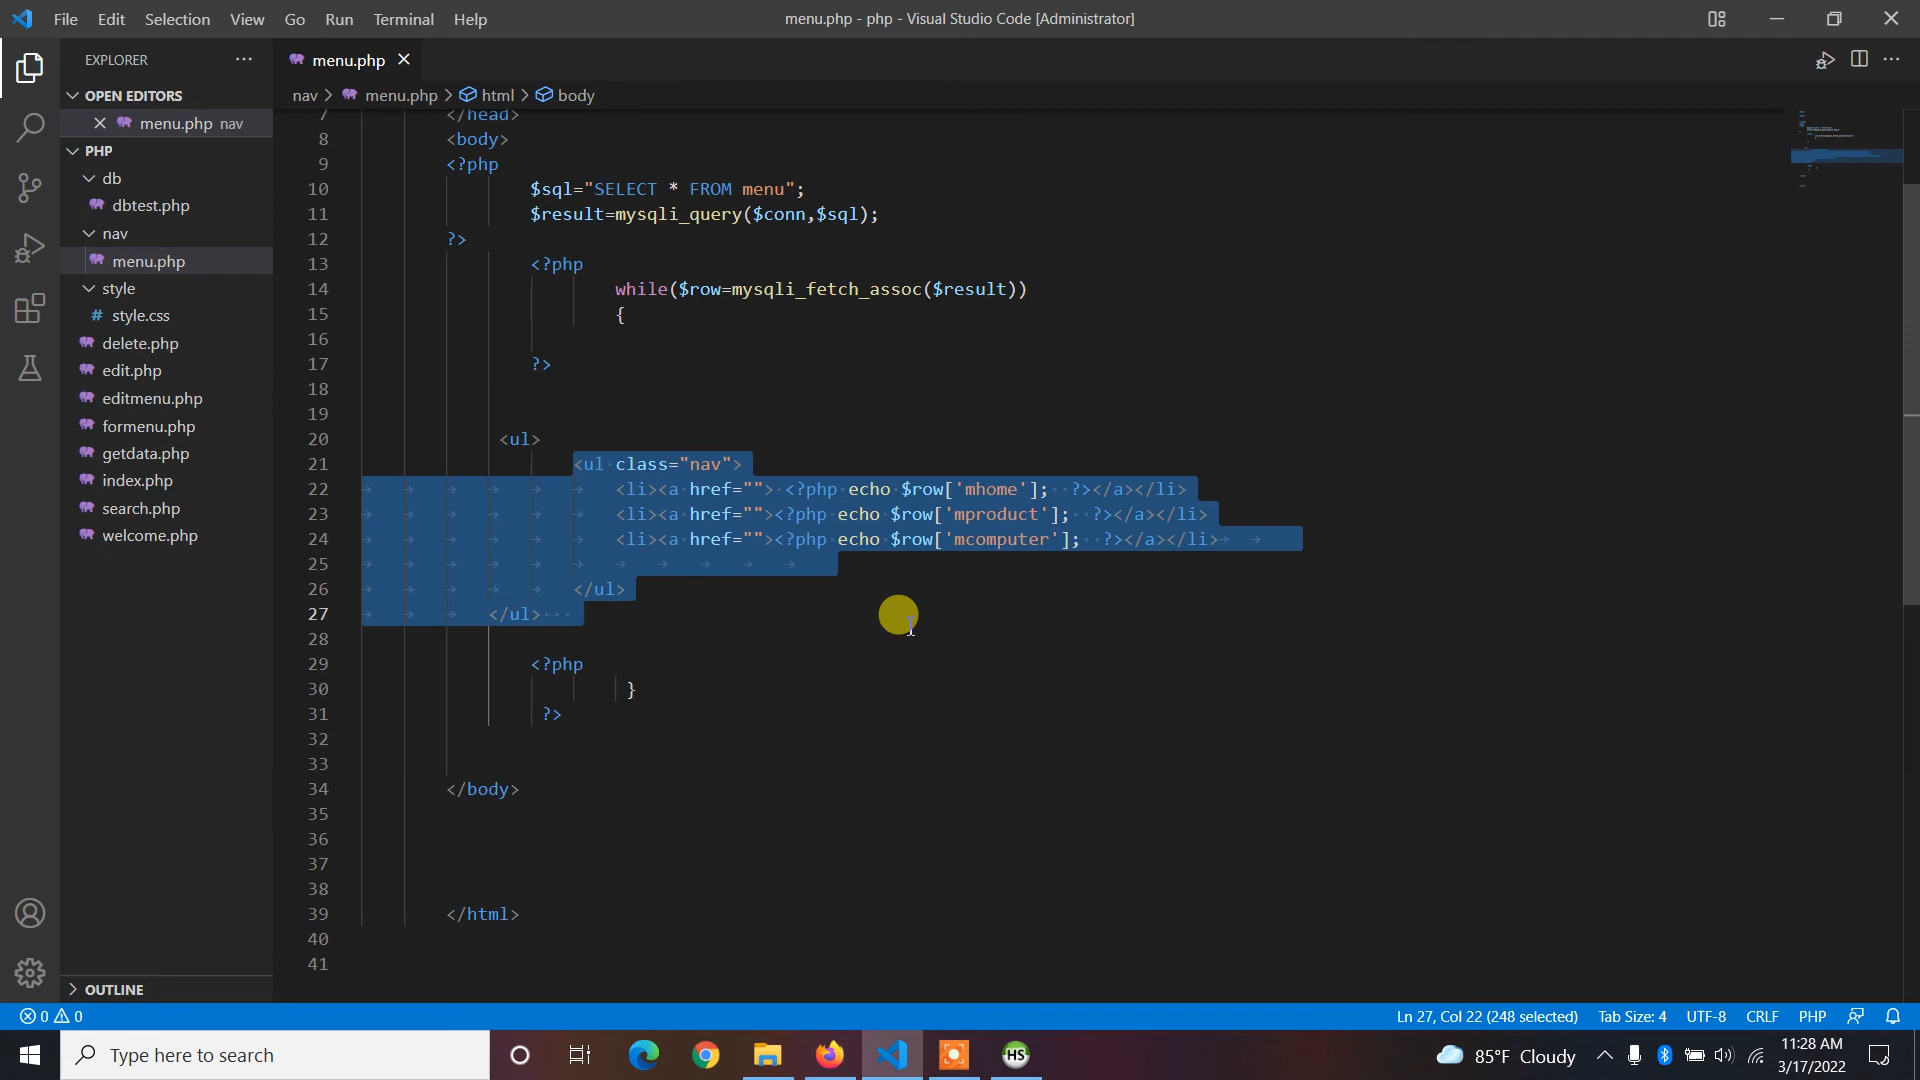 File Edit Selection View Go Run Terminal Help
menu.php - php - Visual Studio Code [Administrator]
EXPLORER
OPEN EDITORS
menu.php nav
PHP
db
dbtest.php
nav
menu.php
style
# style.css
delete.php
edit.php
editmenu.php
formenu.php
getdata.php
index.php
search.php
welcome.php
OUTLINE
menu.php
nav > menu.php > html > body
7 </head>
8 <body>
9 <?php
10 $sql="SELECT * FROM menu";
11 $result=mysqli_query($conn,$sql);
12 ?>
13 <?php
14 while($row=mysqli_fetch_assoc($result))
15 {
16
17 ?>
18
19
20 <ul>
21 <ul class="nav">
22 <li><a href=""> <?php echo $row['mhome'];  ?></a></li>
23 <li><a href=""><?php echo $row['mproduct'];  ?></a></li>
24 <li><a href=""><?php echo $row['mcomputer'];  ?></a></li>
25
26 </ul>
27 </ul>
28
29 <?php
30 }
31 ?>
32
33
34 </body>
35
36
37
38
39 </html>
40
41
0 0
Ln 27, Col 22 (248 selected) Tab Size: 4 UTF-8 CRLF PHP
Type here to search
HS
85°F Cloudy
11:28 AM
3/17/2022